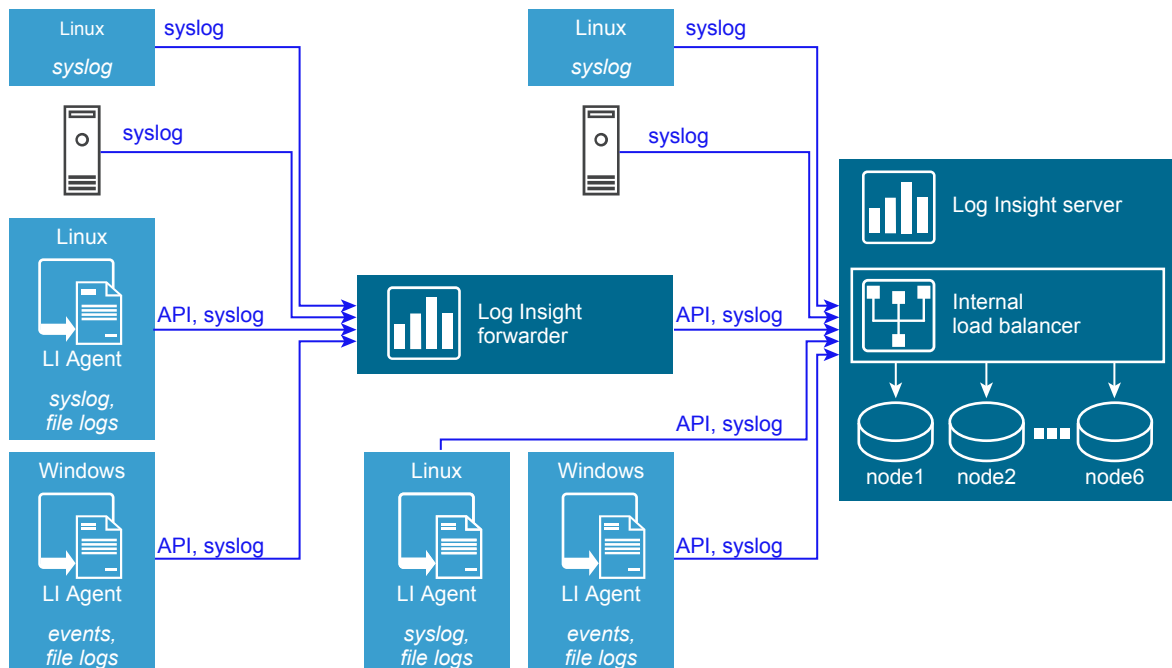 Linux
syslog
syslog
syslog
Linux
LI Agent
syslog,
file logs
API, syslog
Windows
LI Agent
events,
file logs
API, syslog
Log Insight
forwarder
API, syslog
Linux
syslog
syslog
syslog
Linux
LI Agent
syslog,
file logs
API, syslog
Windows
LI Agent
events,
file logs
API, syslog
Log Insight server
Internal
load balancer
node1
node2
node6